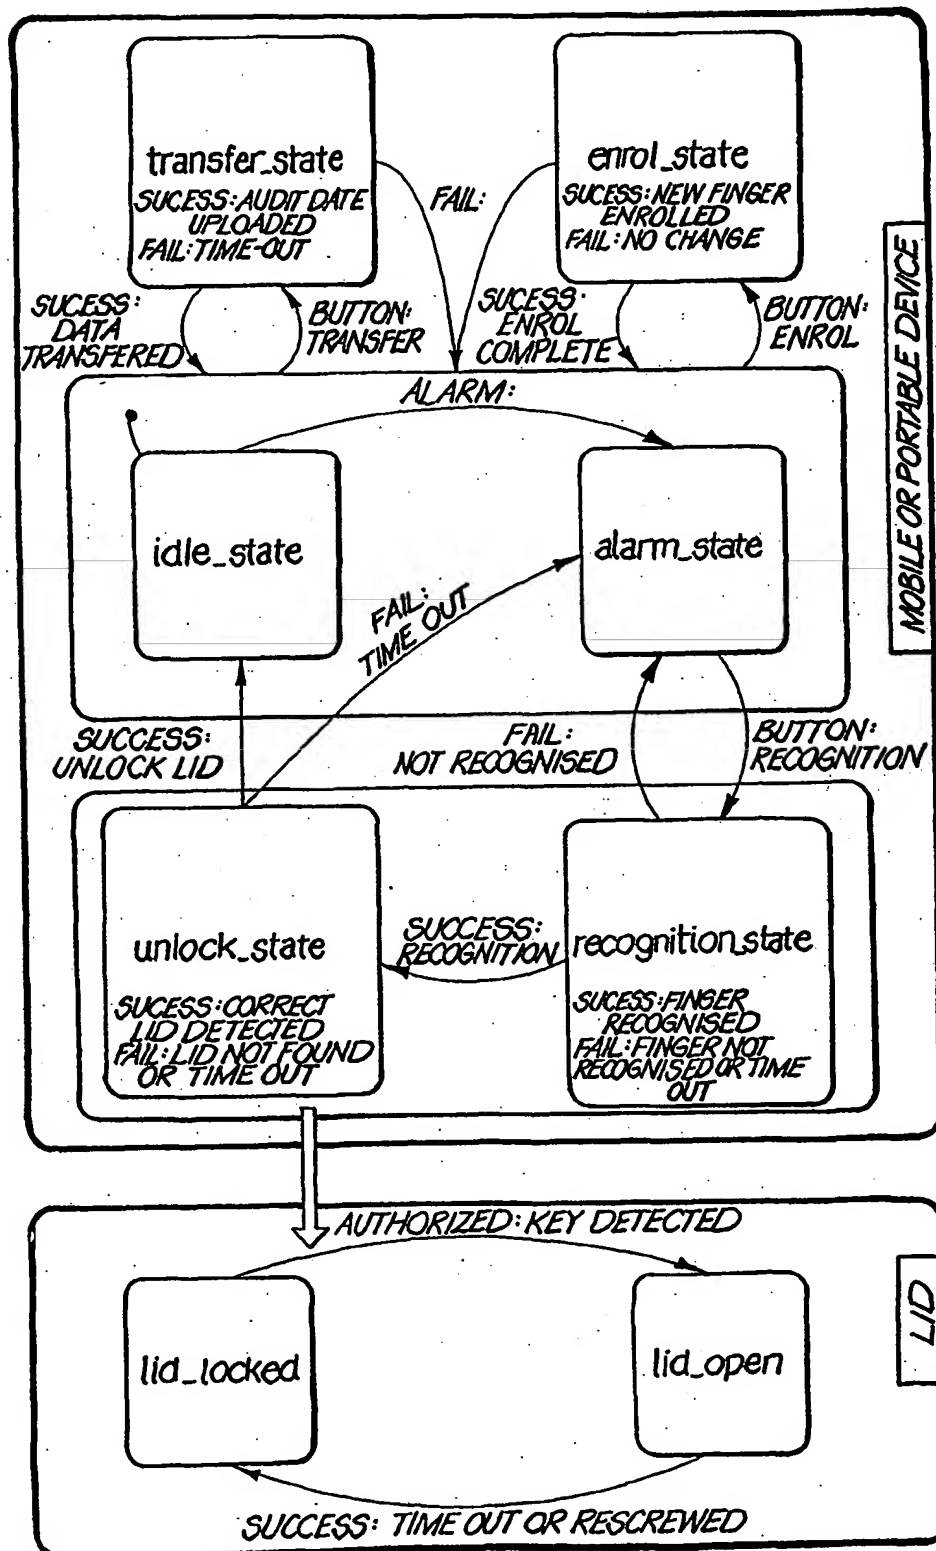 transfer_state
SUCESS: AUDIT DATE
UPLOADED
FAIL: TIME-OUT
FAIL:
enrol_state
SUCESS: NEW FINGER
ENROLLED
FAIL: NO CHANGE
SUCESS:
DATA
TRANSFERED
BUTTON:
TRANSFER
SUCESS:
ENROL
COMPLETE
BUTTON:
ENROL
MOBILE OR PORTABLE DEVICE
ALARM:
idle_state
alarm_state
FAIL:
TIME OUT
SUCCESS:
UNLOCK LID
FAIL:
NOT RECOGNISED
BUTTON:
RECOGNITION
unlock_state
SUCESS: CORRECT
LID DETECTED
FAIL: LID NOT FOUND
OR TIME OUT
SUCCESS:
RECOGNITION
recognition_state
SUCESS: FINGER
RECOGNISED
FAIL: FINGER NOT
RECOGNISED OR TIME
OUT
AUTHORIZED: KEY DETECTED
lid_locked
lid_open
LID
SUCCESS: TIME OUT OR RESCREWED